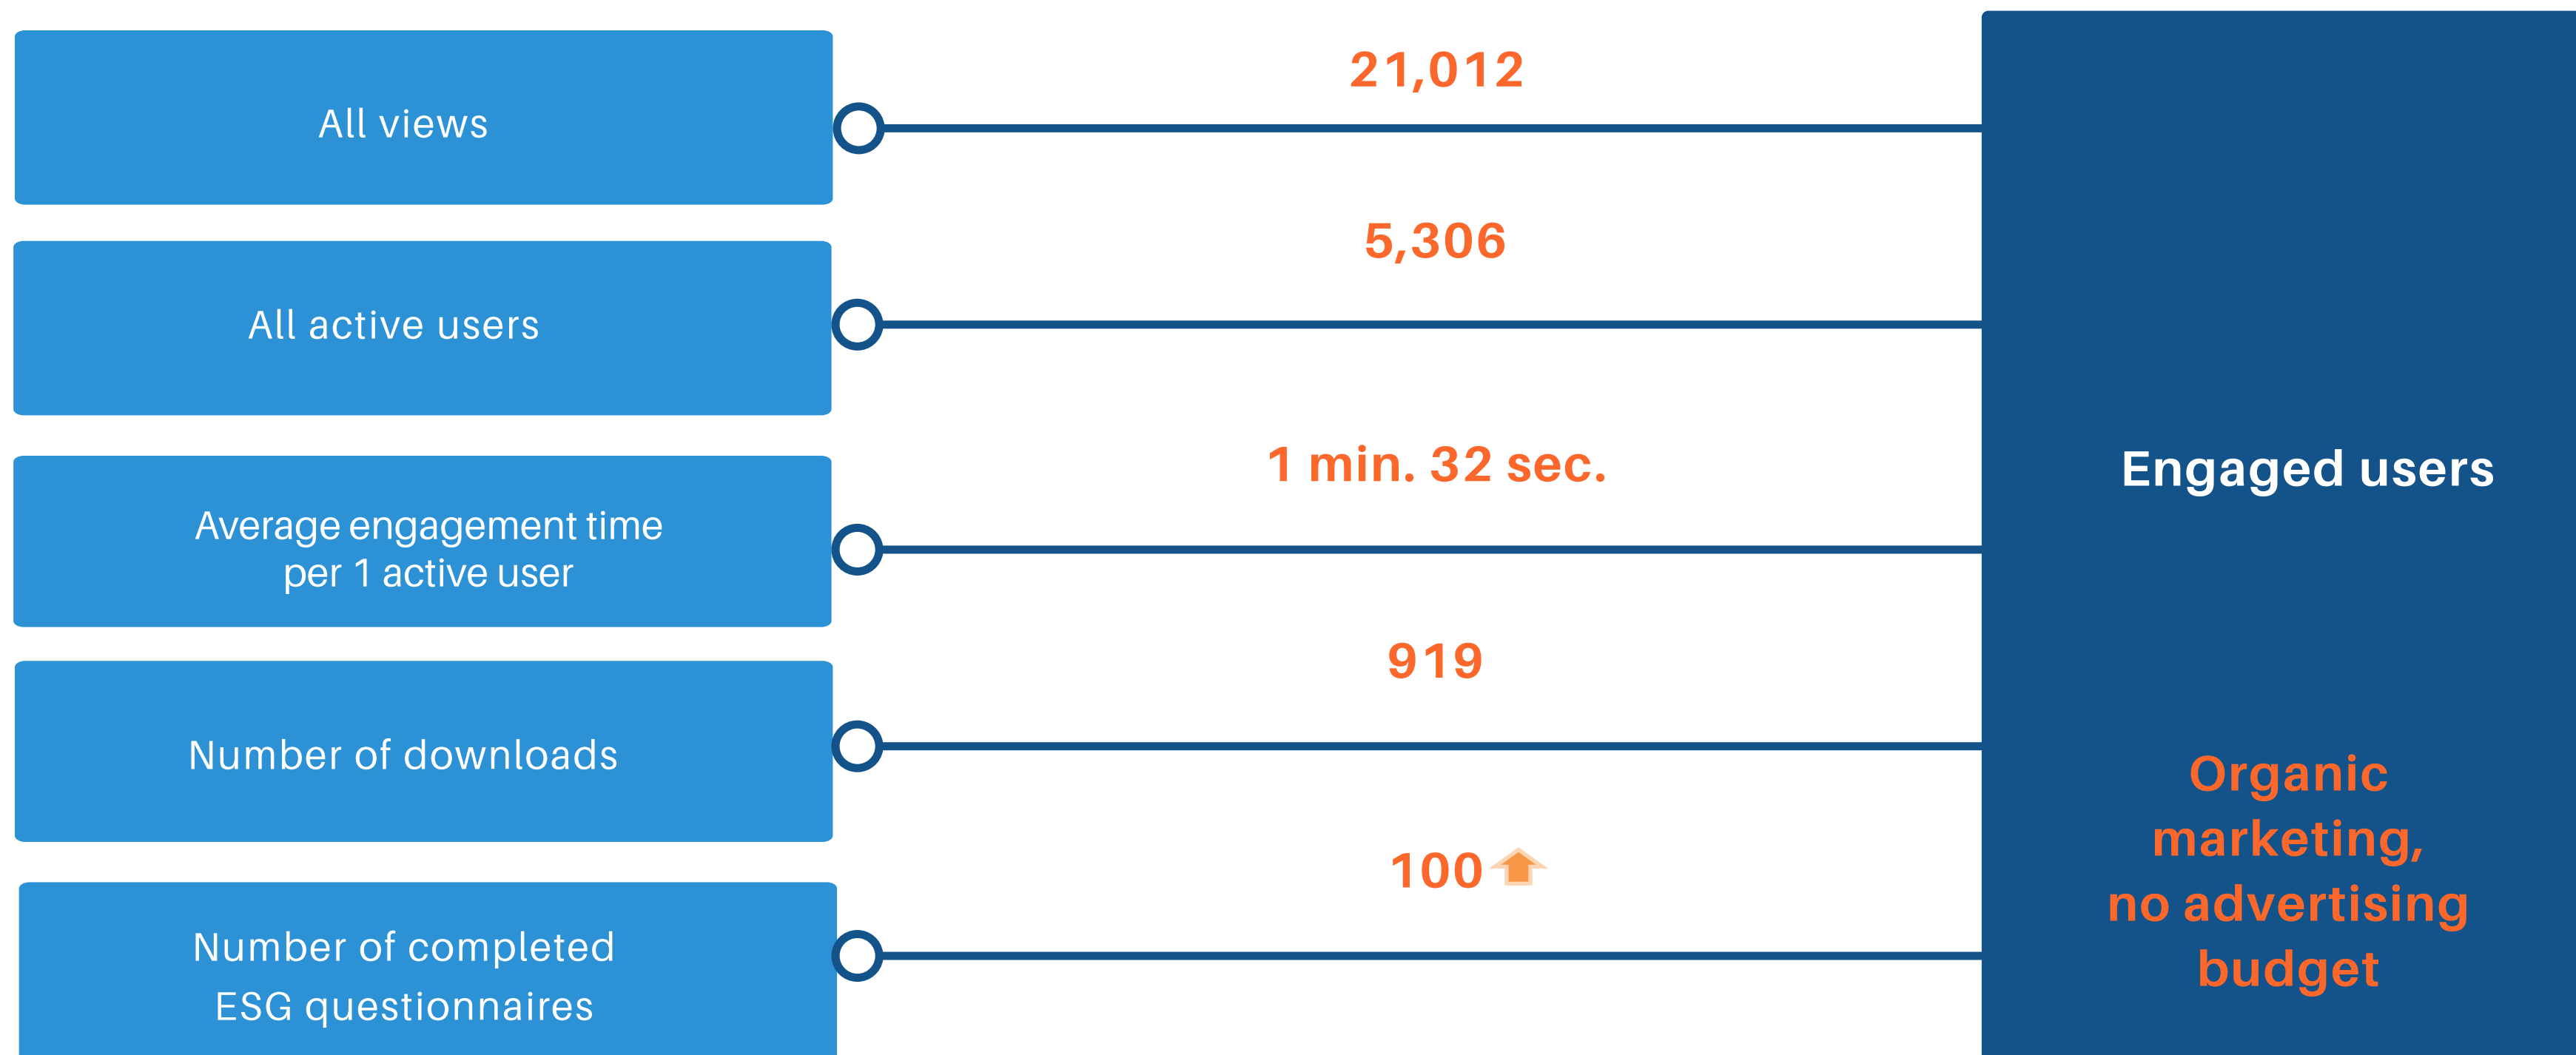 All views
21,012
All active users
5,306
Average engagement time
per 1 active user
1 min. 32 sec.
Number of downloads
919
Number of completed
ESG questionnaires
100
Engaged users
Organic
marketing,
no advertising
budget